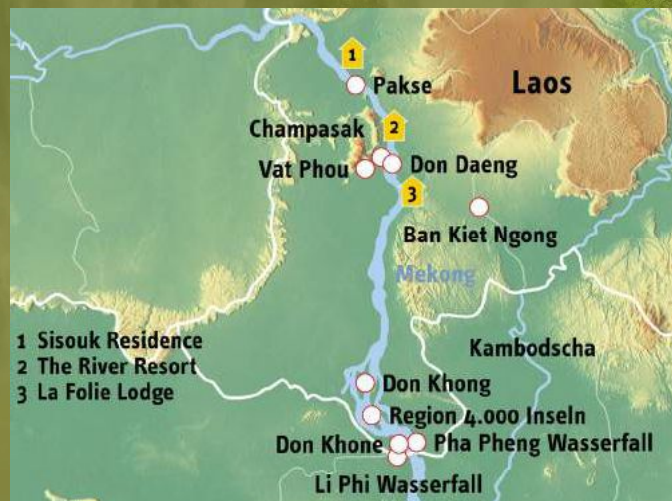 1
Pakse
Laos
Champasak
2
Vat Phou
Don Daeng
3
Ban Kiet Ngong
Mekong
1 Sisouk Residence
2 The River Resort
3 La Folie Lodge
Kambodscha
Don Khong
Region 4.000 Inseln
Don Khone
Pha Pheng Wasserfall
Li Phi Wasserfall